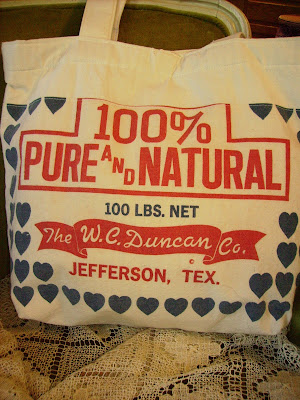 100%
PURE AND NATURAL
100 LBS. NET
The W.C. Duncan Co.
JEFFERSON, TEX.